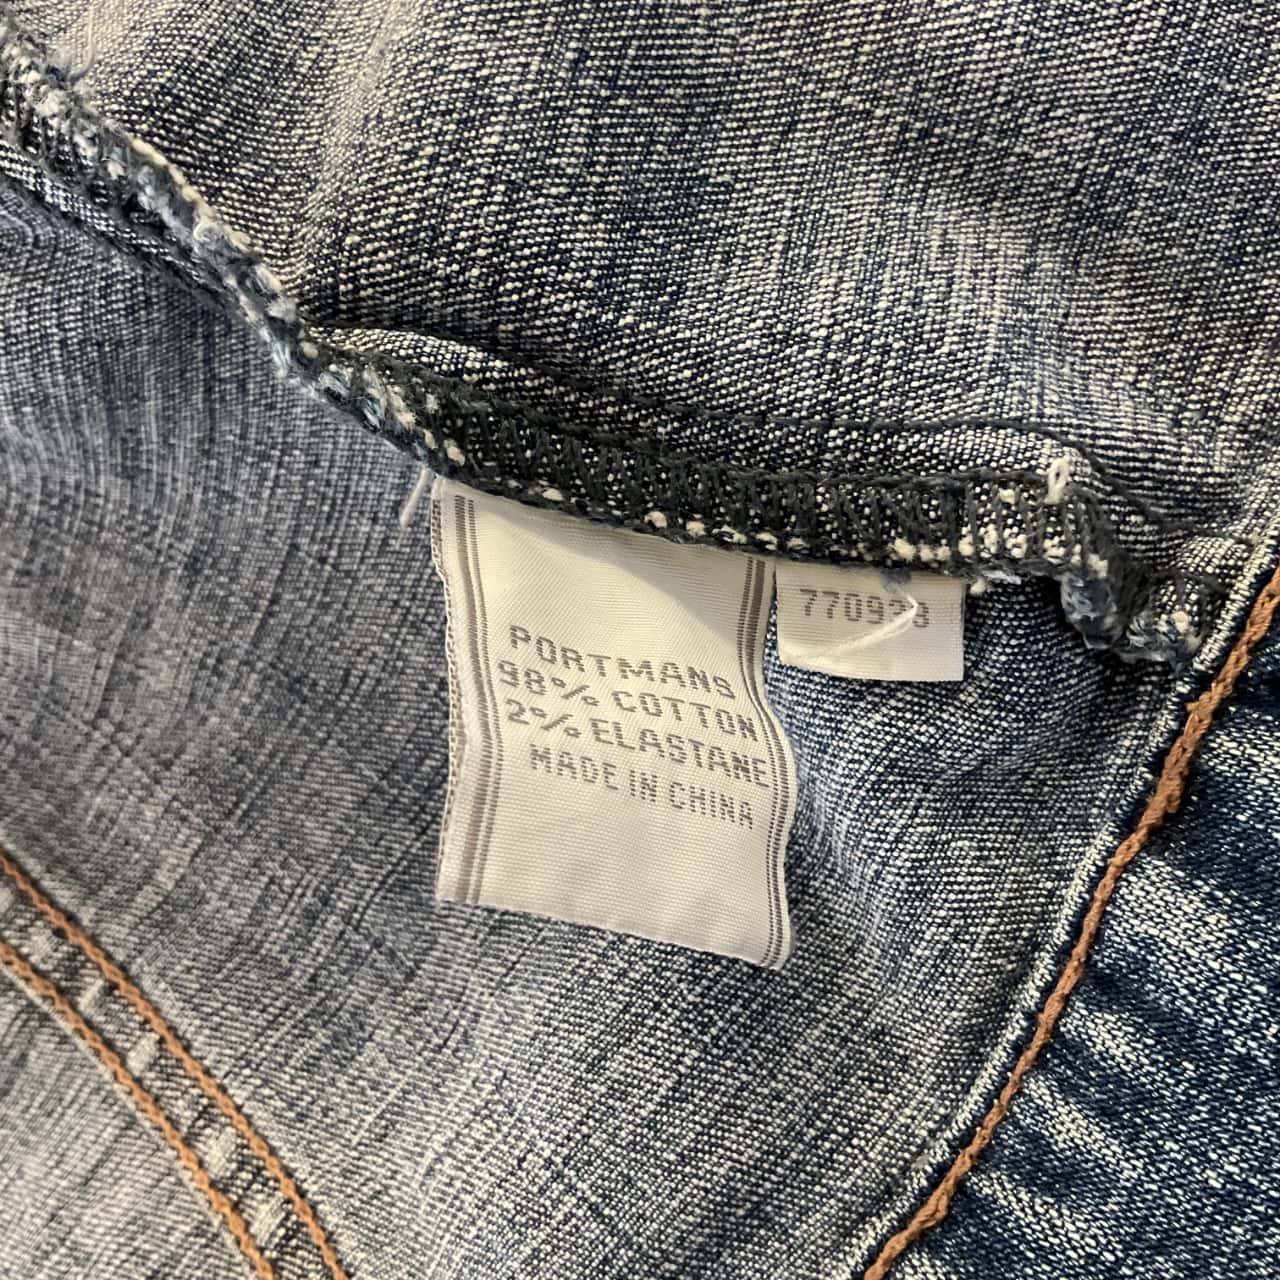 PORTMANS
98% COTTON
2% ELASTANE
MADE IN CHINA